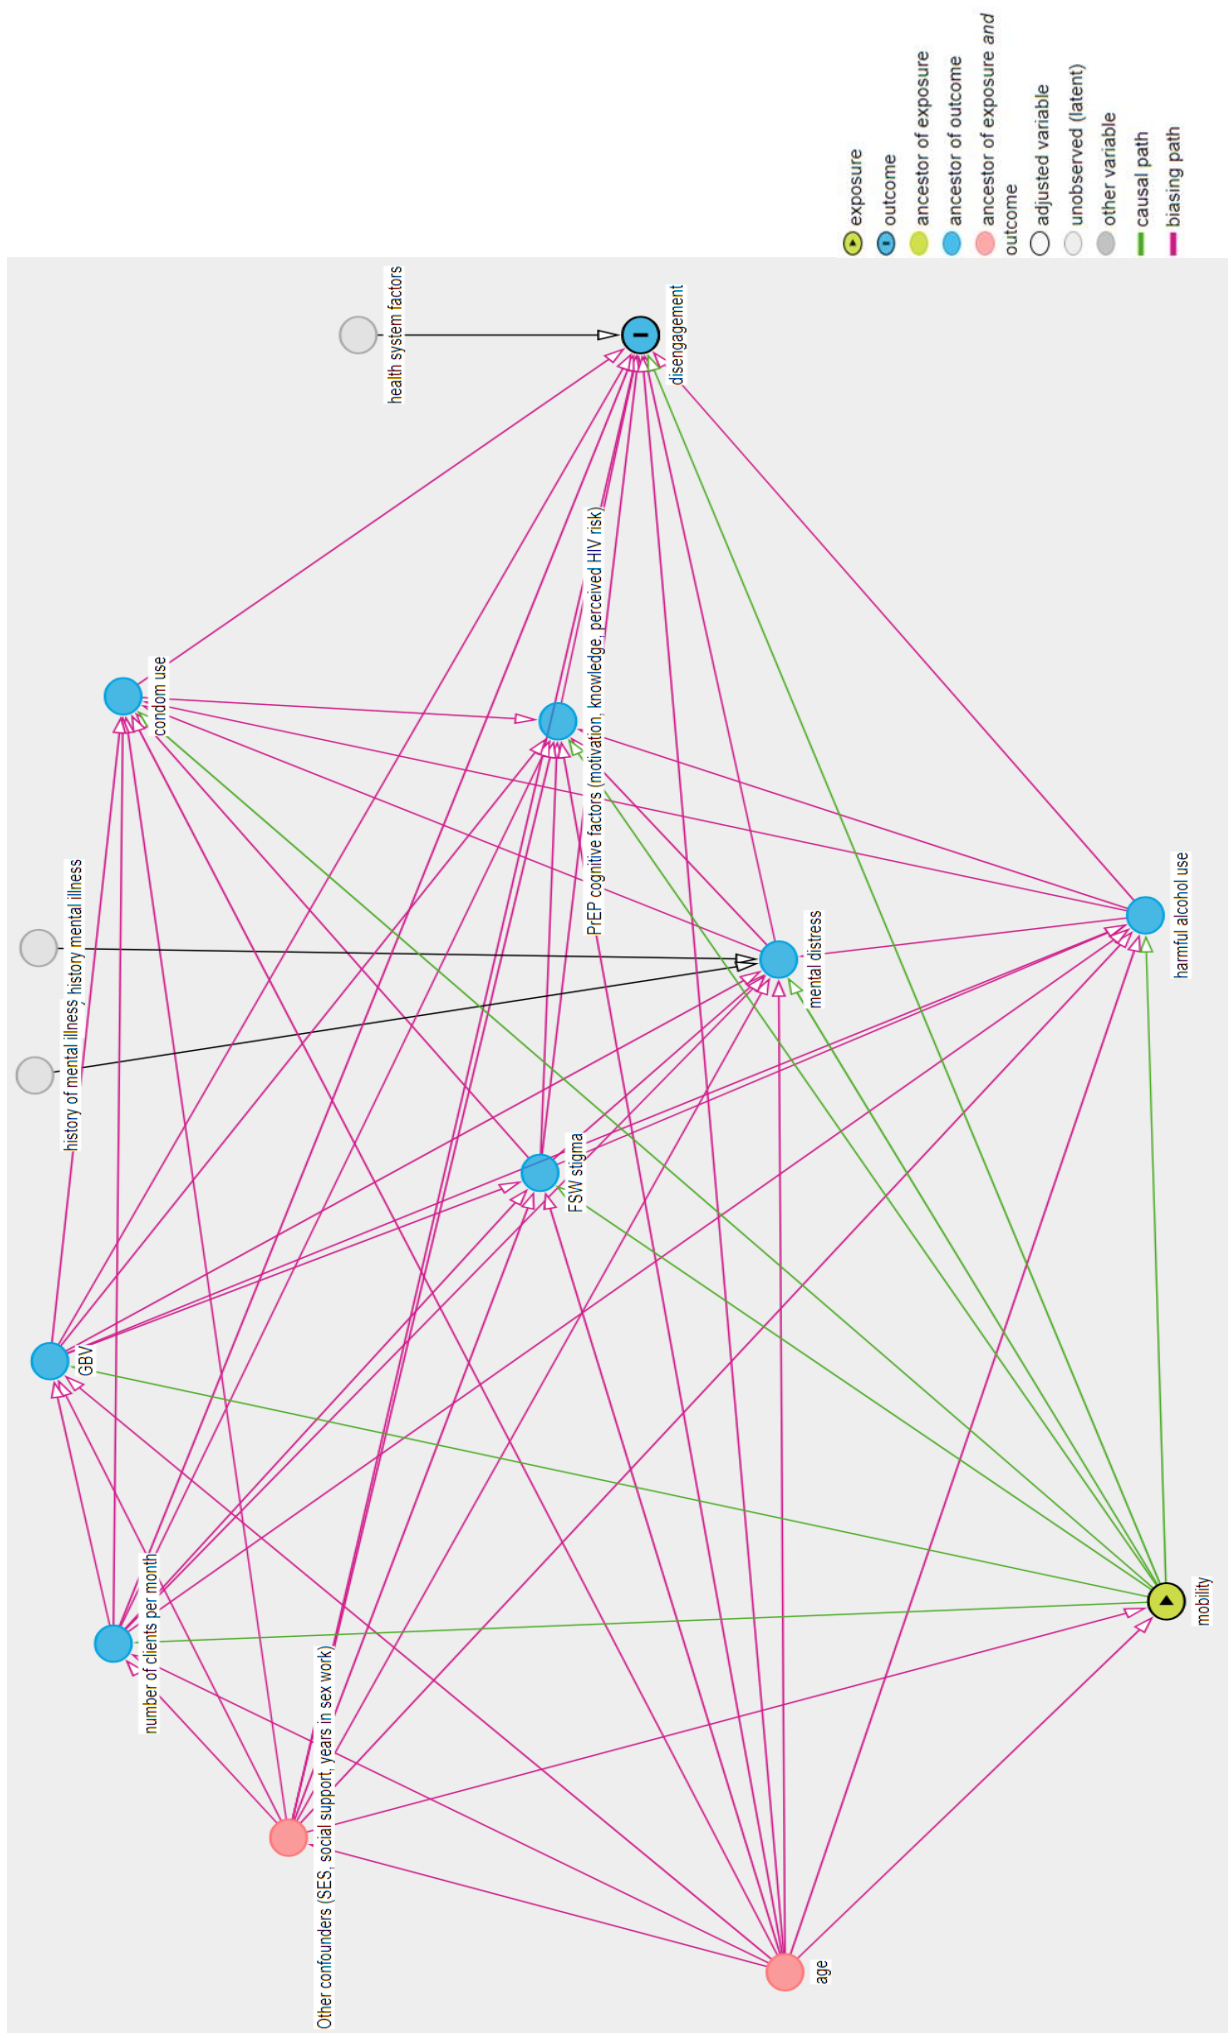 history of mental illness
history mental illness
health system factors
GBV
number of clients per month
condom use
Other confounders (SES, social support, years in sex work)
FSW stigma
PrEP cognitive factors (motivation, knowledge, perceived HIV risk)
disengagement
mental distress
age
harmful alcohol use
mobility
exposure
outcome
ancestor of exposure
ancestor of outcome
ancestor of exposure and
outcome
adjusted variable
unobserved (latent)
other variable
causal path
biasing path